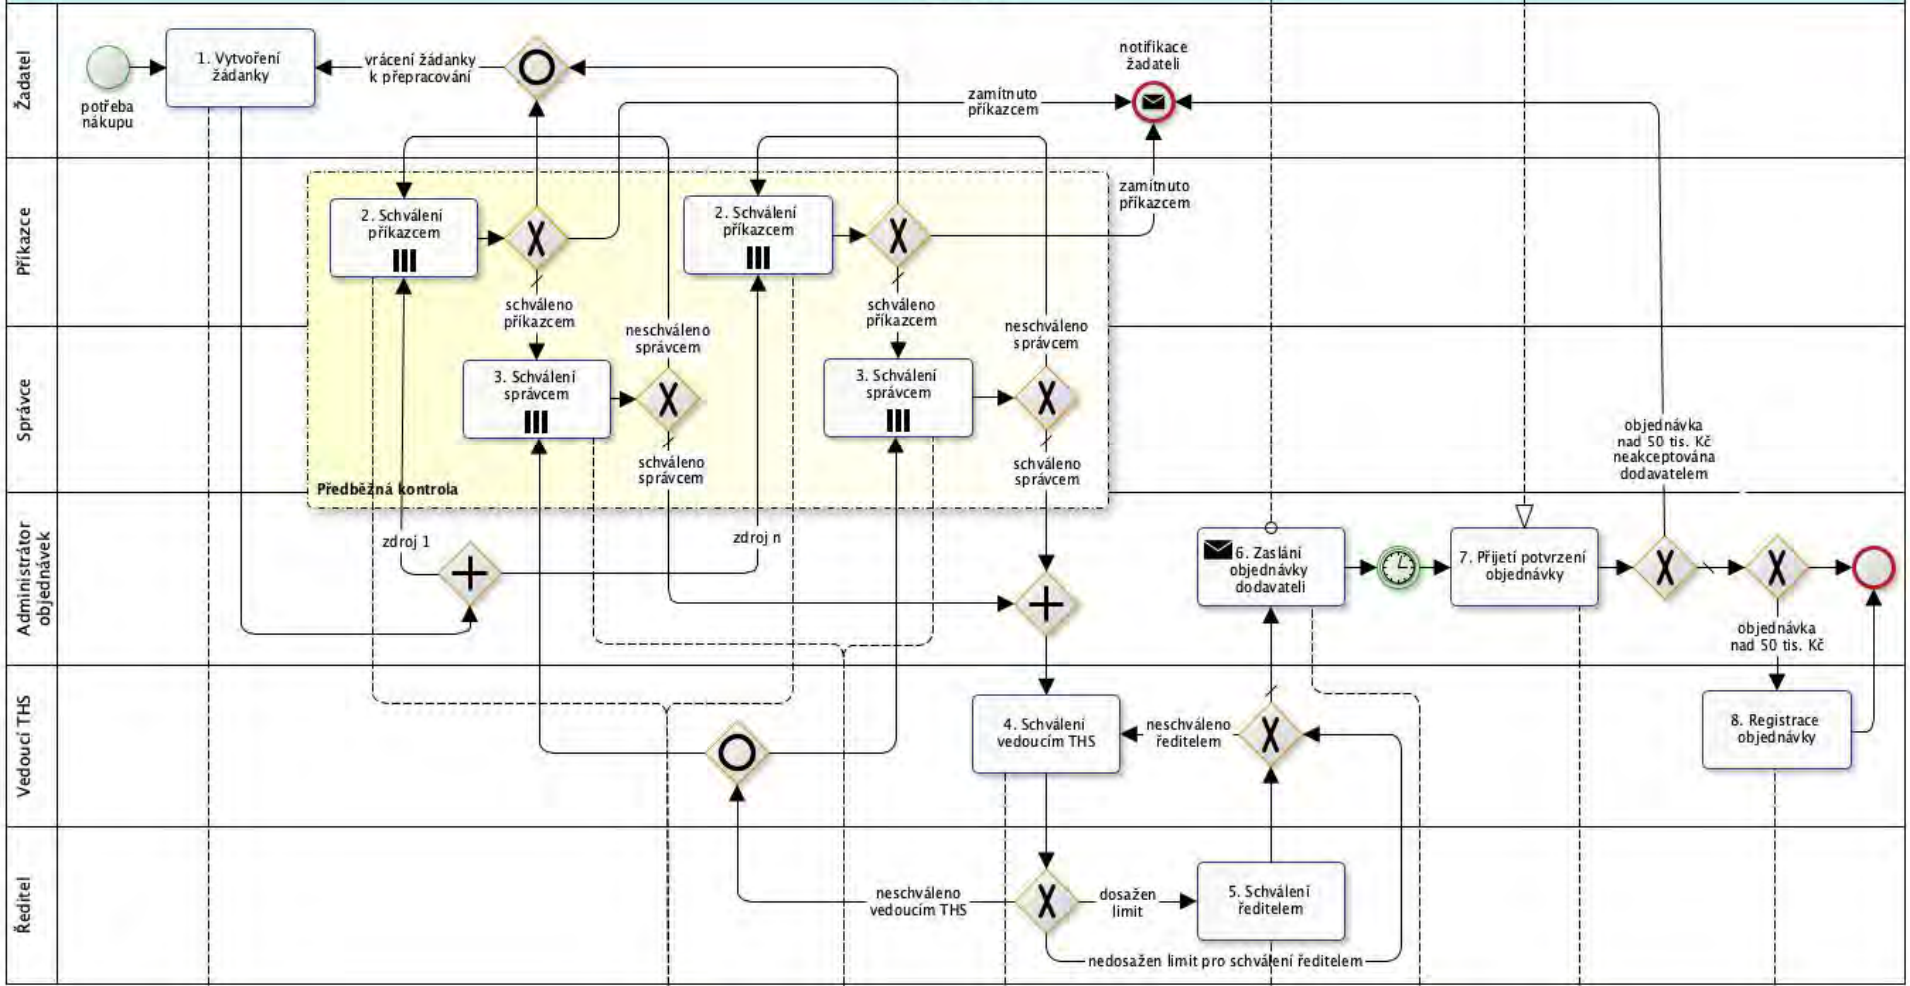 Žadatel
potřeba
nákupu
1. Vytvoření
žádanky
vrácení žádanky
k přepracování
zamítnuto
příkazcem
notifikace
žadateli
Příkazce
2. Schválení
příkazcem
schváleno
příkazcem
2. Schválení
příkazcem
schváleno
příkazcem
zamítnuto
příkazcem
Správce
3. Schválení
správcem
neschváleno
správcem
schváleno
správcem
3. Schválení
správcem
neschváleno
správcem
schváleno
správcem
Předběžná kontrola
objednávka
nad 50 tis. Kč
neakceptována
dodavatelem
Administrátor
objednávek
zdroj 1
zdroj n
6. Zaslání
objednávky
dodavateli
7. Přijetí potvrzení
objednávky
objednávka
nad 50 tis. Kč
Vedoucí THS
4. Schválení
vedoucím THS
neschváleno
ředitelem
8. Registrace
objednávky
Ředitel
neschváleno
vedoucím THS
dosažen
limit
5. Schválení
ředitelem
nedosažen limit pro schválení ředitelem